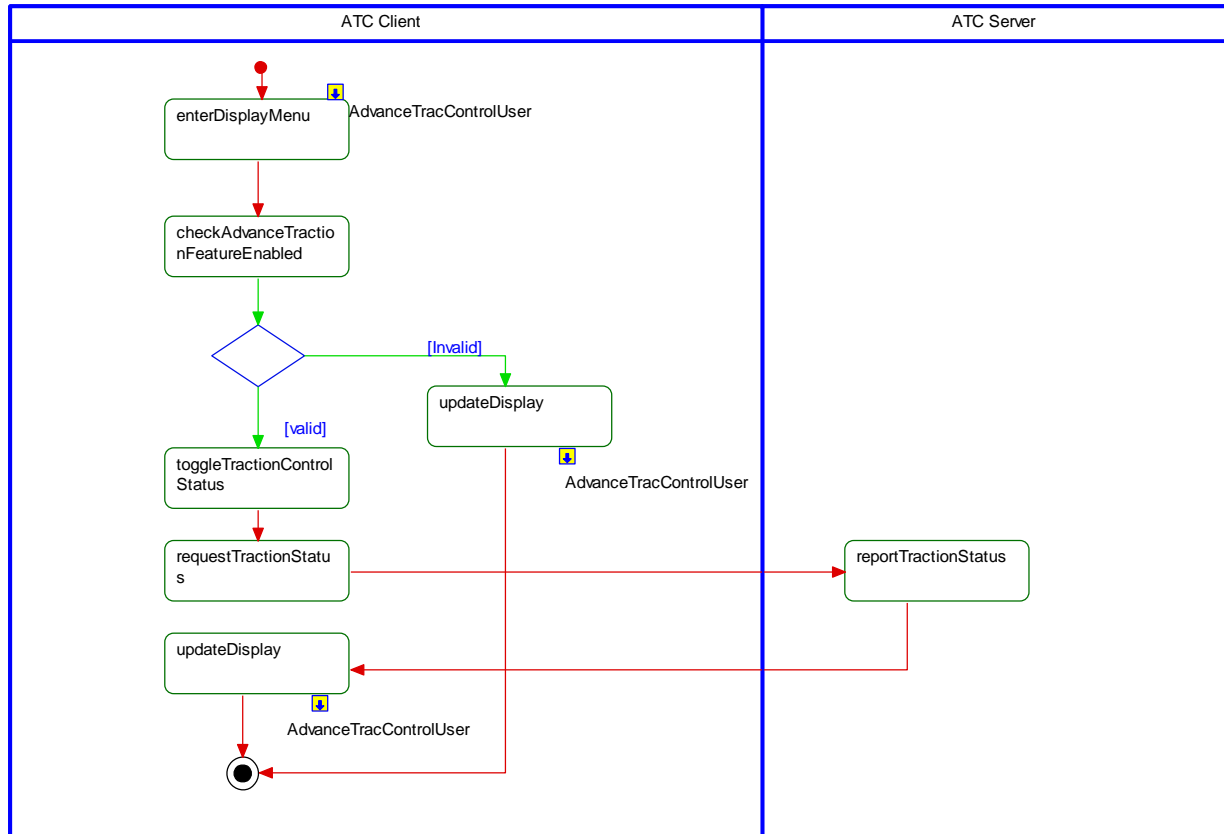 ATC Client
ATC Server
enterDisplayMenu
AdvanceTracControlUser
checkAdvanceTractio
nFeatureEnabled
[Invalid]
updateDisplay
[valid]
toggleTractionControl
Status
AdvanceTracControlUser
requestTractionStatu
s
reportTractionStatus
updateDisplay
AdvanceTracControlUser